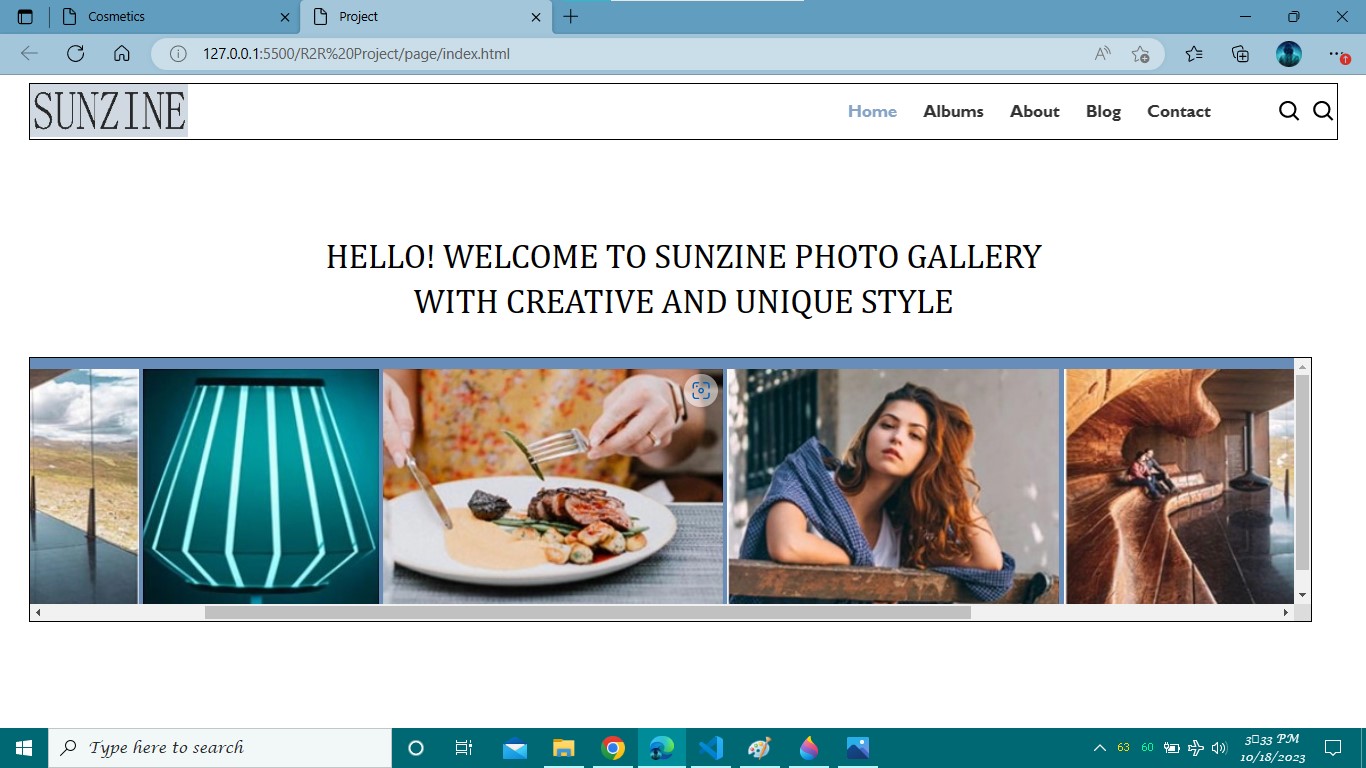 Cosmetics
Project
127.0.0.1:5500/R2R%20Project/page/index.html
SUNZINE
Home Albums About Blog Contact
HELLO! WELCOME TO SUNZINE PHOTO GALLERY
WITH CREATIVE AND UNIQUE STYLE
Type here to search
63 60
3▯33 PM
10/18/2023